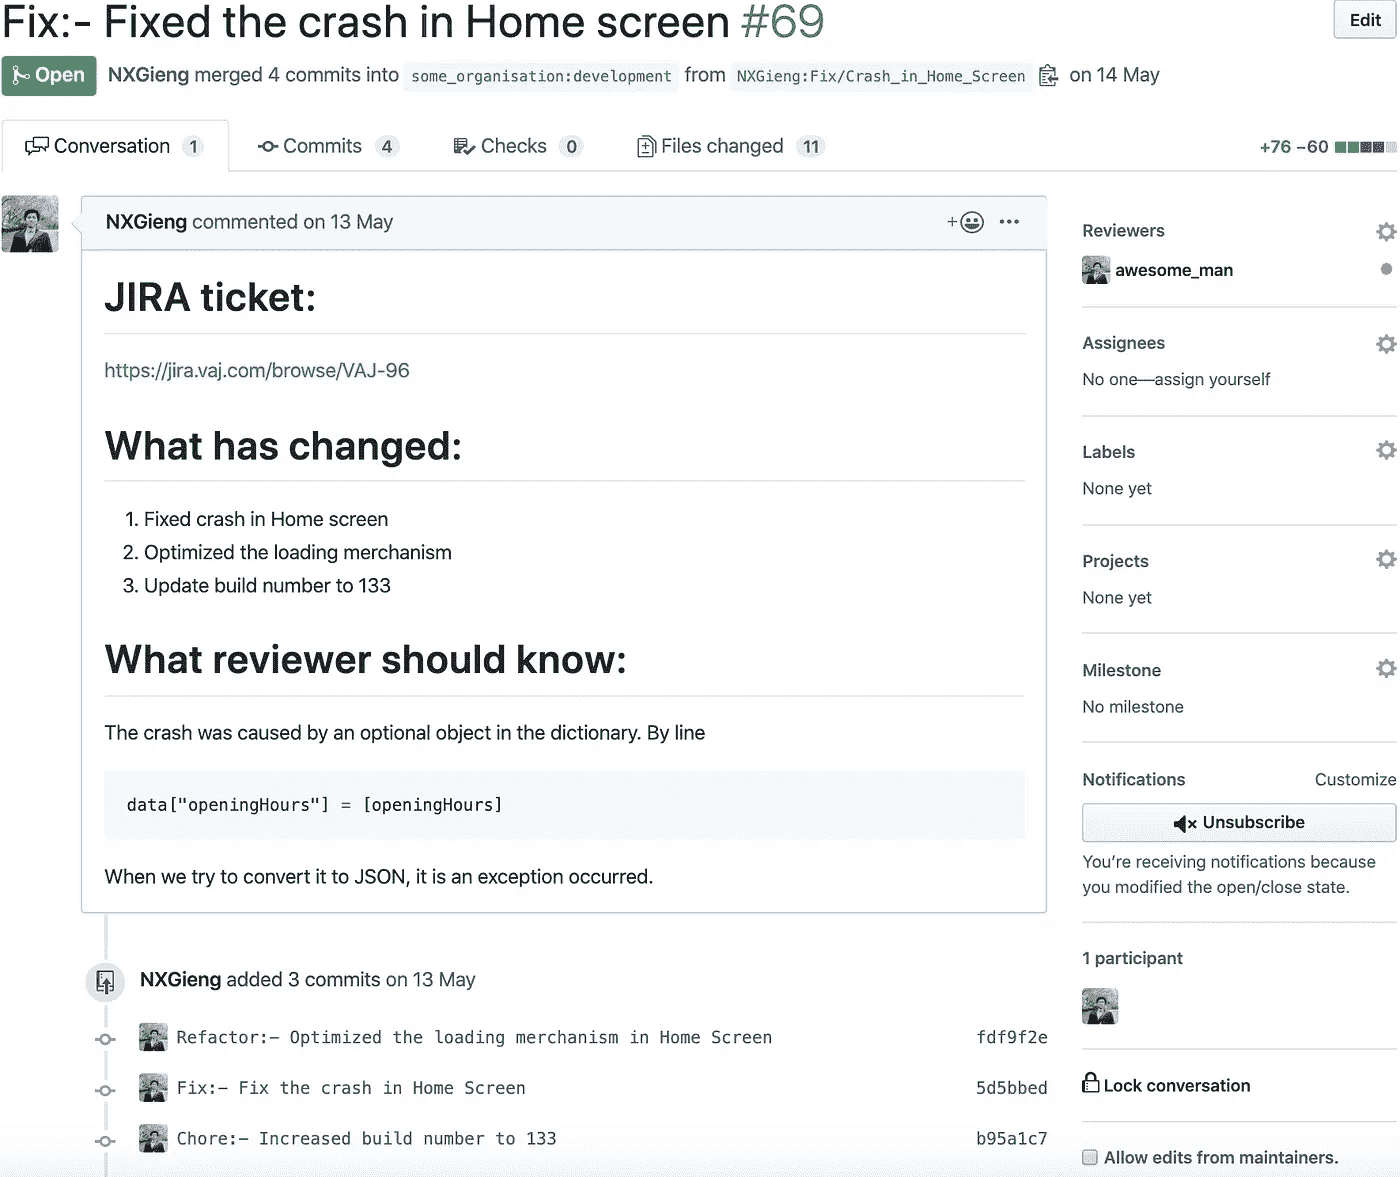 Fix:- Fixed the crash in Home screen #69
Edit
Open NXGieng merged 4 commits into some_organisation:development from NXGieng:Fix/Crash_in_Home_Screen on 14 May
Conversation 1 Commits 4 Checks 0 Files changed 11 +76 −60
NXGieng commented on 13 May
JIRA ticket:
https://jira.vaj.com/browse/VAJ-96
What has changed:
1. Fixed crash in Home screen
2. Optimized the loading merchanism
3. Update build number to 133
What reviewer should know:
The crash was caused by an optional object in the dictionary. By line
data["openingHours"] = [openingHours]
When we try to convert it to JSON, it is an exception occurred.
NXGieng added 3 commits on 13 May
Refactor:– Optimized the loading merchanism in Home Screen fdf9f2e
Fix:– Fix the crash in Home Screen 5d5bbed
Chore:– Increased build number to 133 b95a1c7
Reviewers
awesome_man
Assignees
No one—assign yourself
Labels
None yet
Projects
None yet
Milestone
No milestone
Notifications Customize
Unsubscribe
You're receiving notifications because
you modified the open/close state.
1 participant
Lock conversation
Allow edits from maintainers.